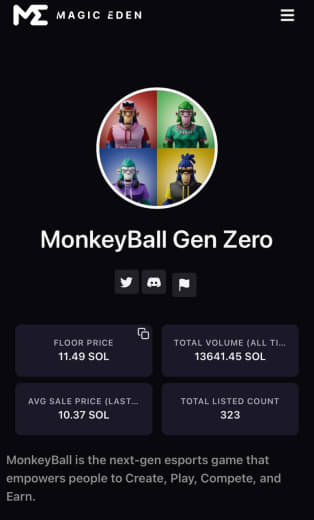 MAGIC EDEN
MonkeyBall Gen Zero
FLOOR PRICE
11.49 SOL
TOTAL VOLUME (ALL TI...
13641.45 SOL
AVG SALE PRICE (LAST...
10.37 SOL
TOTAL LISTED COUNT
323
MonkeyBall is the next-gen esports game that
empowers people to Create, Play, Compete, and
Earn.